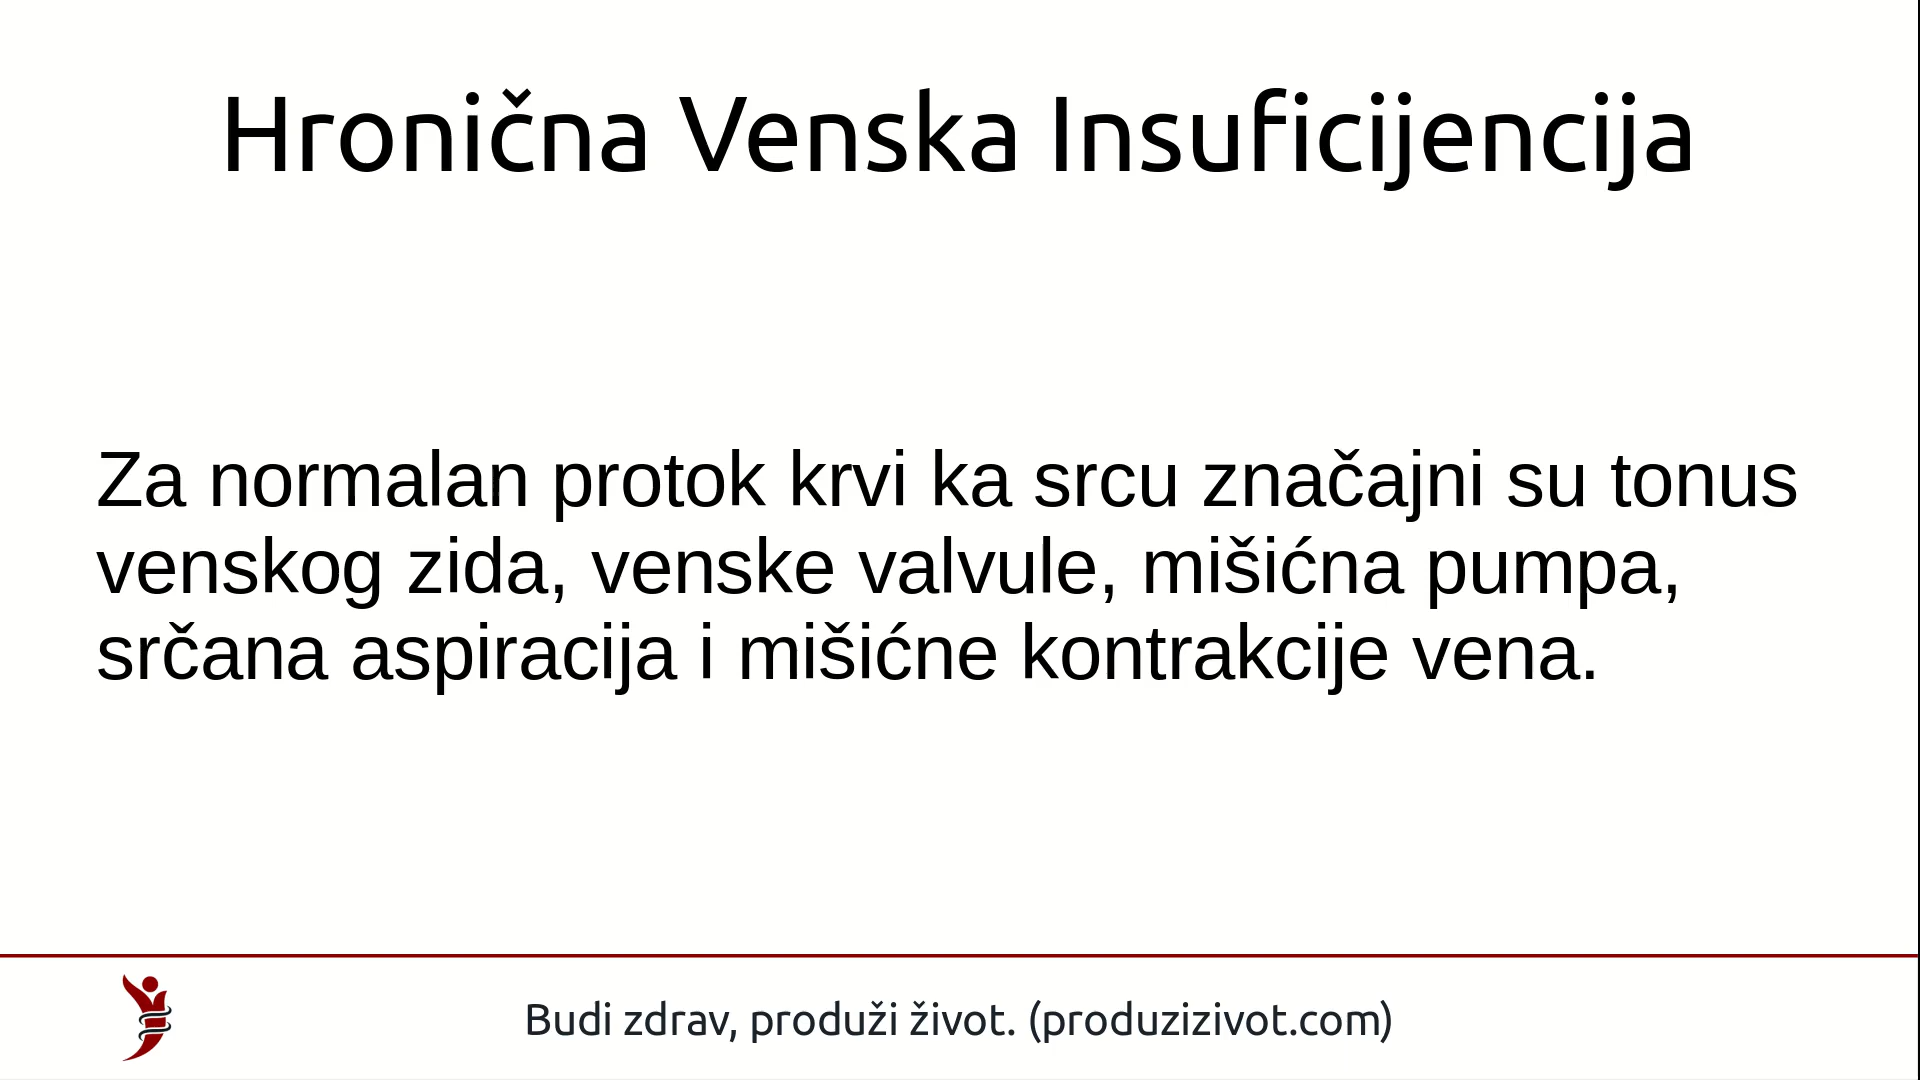 Hronična Venska Insuficijencija
Za normalan protok krvi ka srcu značajni su tonus
venskog zida, venske valvule, mišićna pumpa,
srčana aspiracija i mišićne kontrakcije vena.
Budi zdrav, produži život. (produzizivot.com)